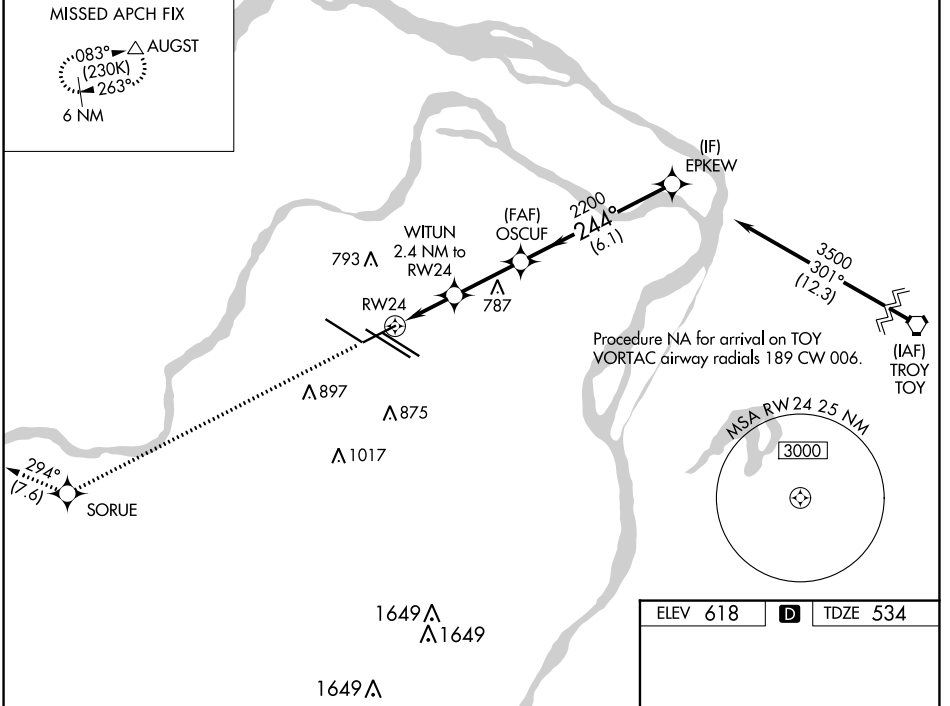 MISSED APCH FIX
083° AUGST
(230K)
263°
6 NM
(IF)
EPKEW
2200
244°
(6.1)
(FAF)
OSCUF
WITUN
2.4 NM to
RW24
793
787
RW24
3500
301°
(12.3)
Procedure NA for arrival on TOY
VORTAC airway radials 189 CW 006.
(IAF)
TROY
TOY
897
875
1017
MSA RW24 25 NM
3000
294°
(7.6)
SORUE
1649
1649
1649
ELEV 618 D TDZE 534